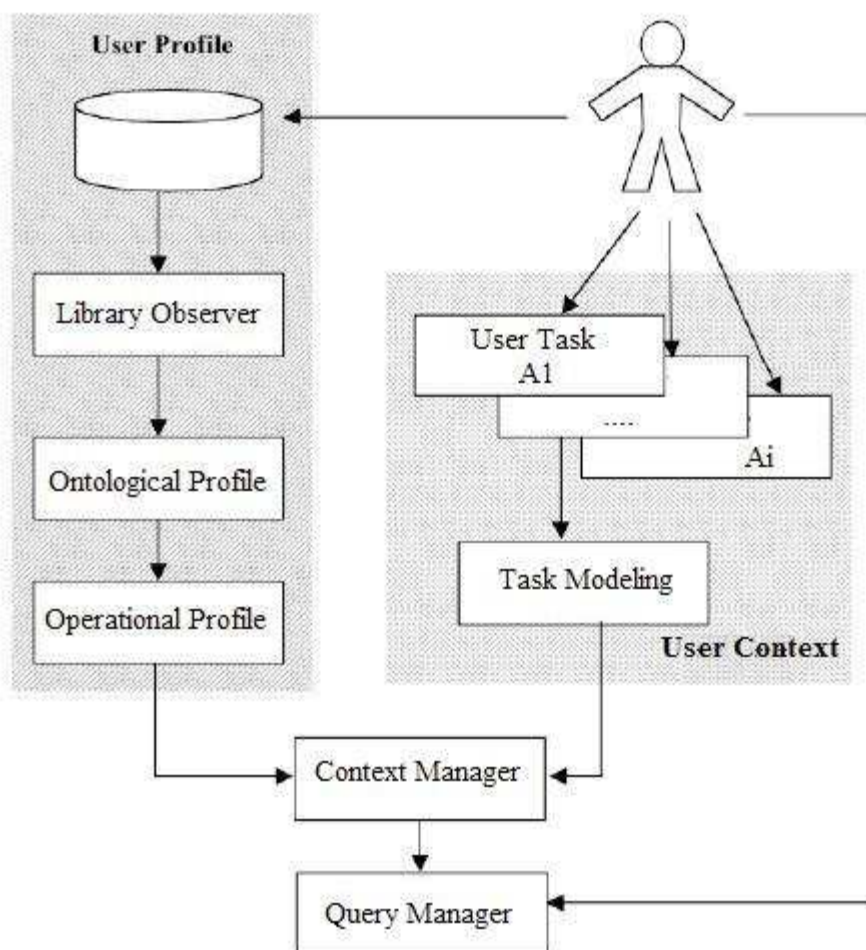 User Profile
Library Observer
Ontological Profile
Operational Profile
User Task
A1
....
Ai
Task Modeling
User Context
Context Manager
Query Manager